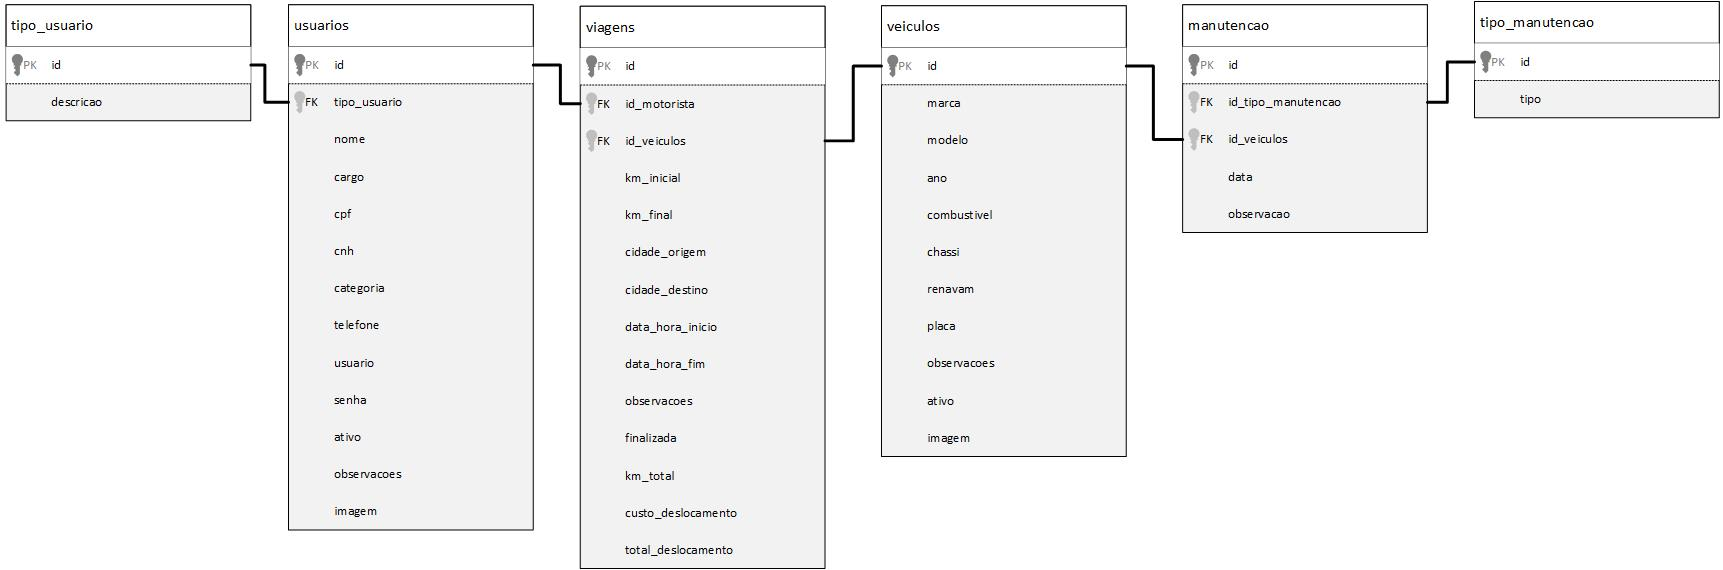 tipo_usuario
PK id
descricao
usuarios
PK id
FK tipo_usuario
nome
cargo
cpf
cnh
categoria
telefone
usuario
senha
ativo
observacoes
imagem
viagens
PK id
FK id_motorista
FK id_veiculos
km_inicial
km_final
cidade_origem
cidade_destino
data_hora_inicio
data_hora_fim
observacoes
finalizada
km_total
custo_deslocamento
total_deslocamento
veiculos
PK id
marca
modelo
ano
combustivel
chassi
renavam
placa
observacoes
ativo
imagem
manutencao
PK id
FK id_tipo_manutencao
FK id_veiculos
data
observacao
tipo_manutencao
PK id
tipo